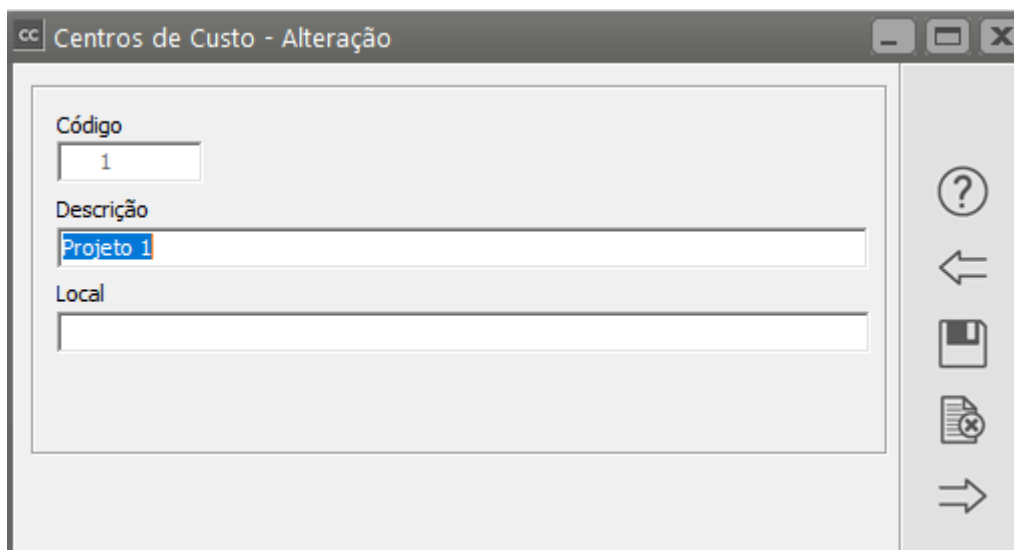 cc Centros de Custo - Alteração
Código
1
Descrição
Projeto 1
Local
?